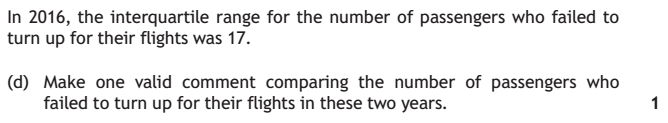 In 2016, the interquartile range for the number of passengers who failed to
turn up for their flights was 17.
(d) Make one valid comment comparing the number of passengers who
failed to turn up for their flights in these two years. 1